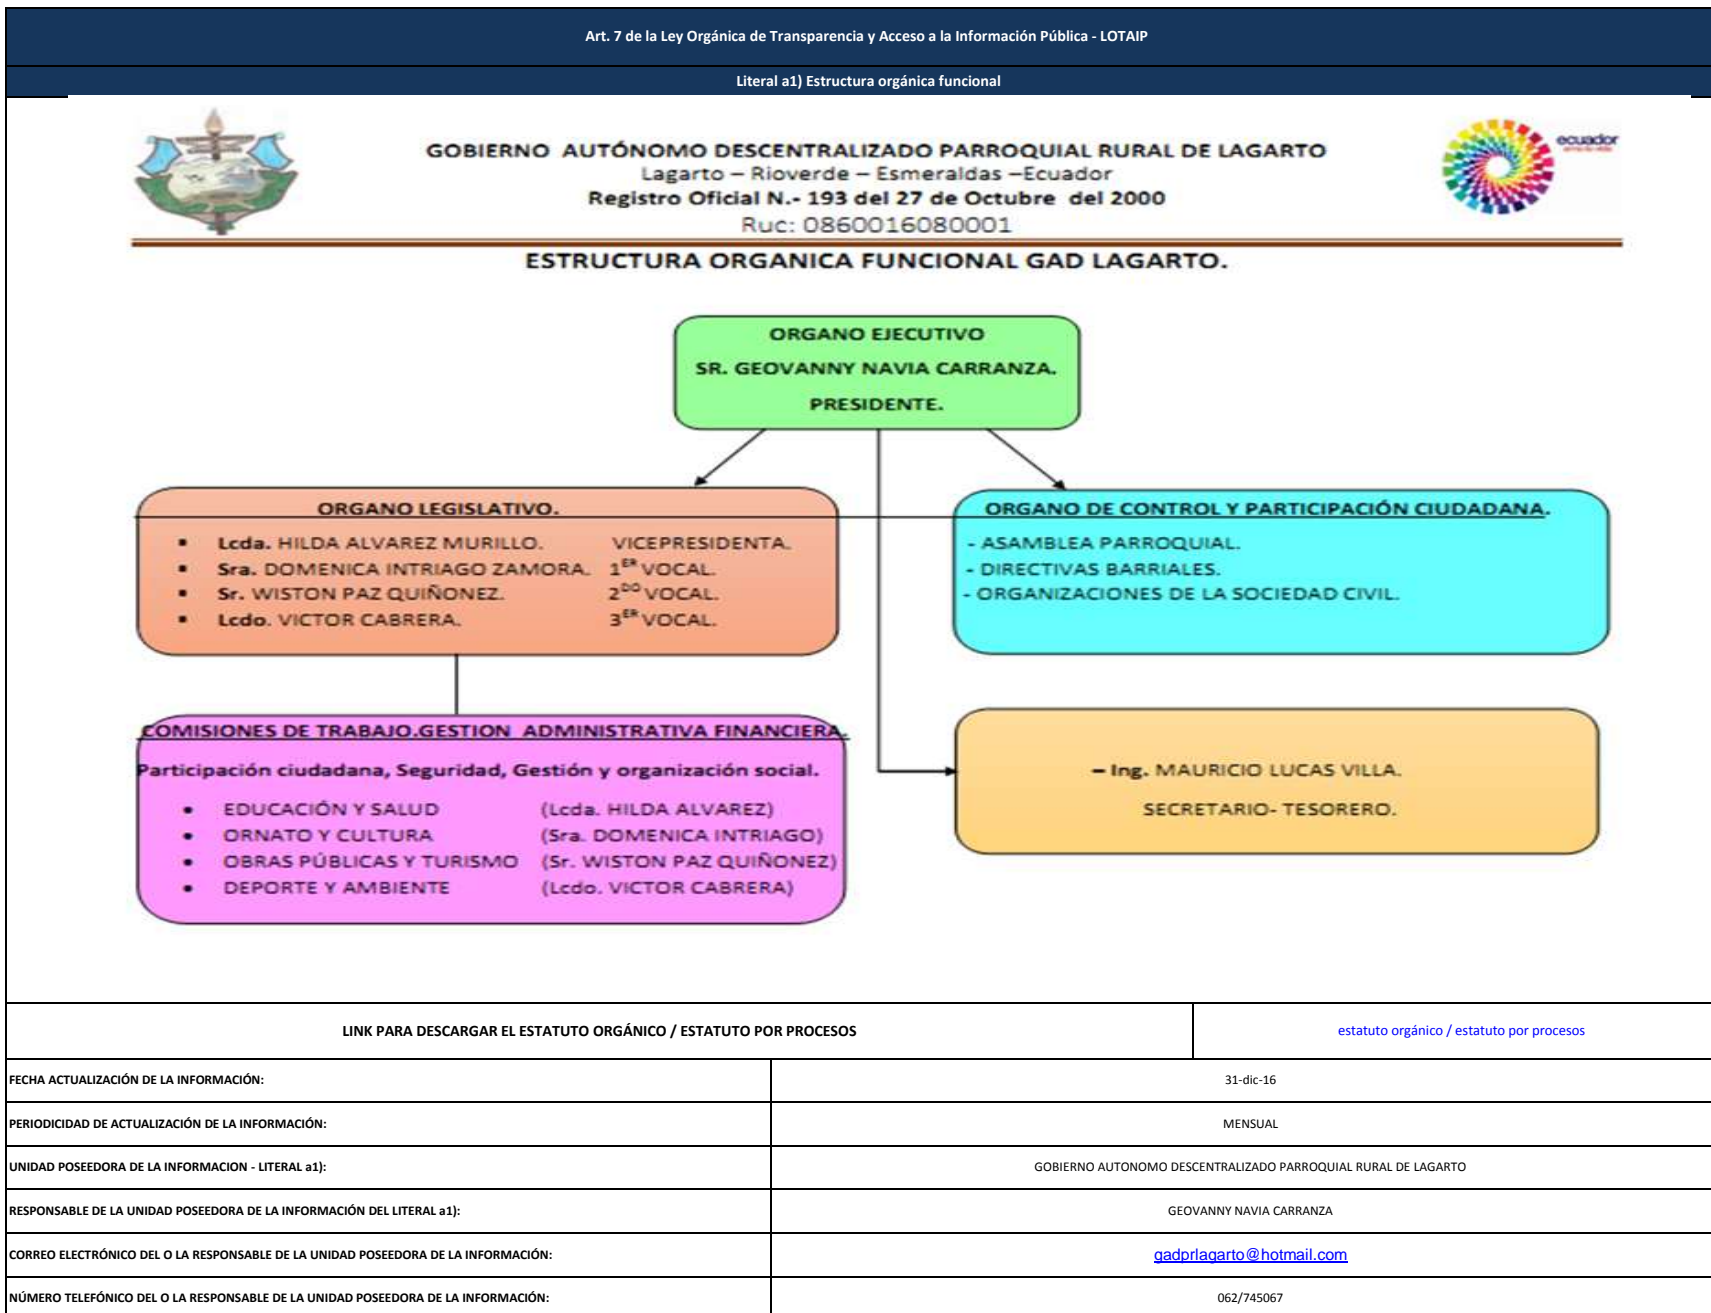 Art. 7 de la Ley Orgánica de Transparencia y Acceso a la Información Pública - LOTAIP
Literal a1) Estructura orgánica funcional
GOBIERNO AUTÓNOMO DESCENTRALIZADO PARROQUIAL RURAL DE LAGARTO
Lagarto – Rioverde – Esmeraldas –Ecuador
Registro Oficial N.- 193 del 27 de Octubre del 2000
Ruc: 0860016080001
ecuador
ESTRUCTURA ORGANICA FUNCIONAL GAD LAGARTO.
ORGANO EJECUTIVO
SR. GEOVANNY NAVIA CARRANZA.
PRESIDENTE.
ORGANO LEGISLATIVO.
▪ Lcda. HILDA ALVAREZ MURILLO. VICEPRESIDENTA.
▪ Sra. DOMENICA INTRIAGO ZAMORA. 1ER VOCAL.
▪ Sr. WISTON PAZ QUIÑONEZ. 2DO VOCAL.
▪ Lcdo. VICTOR CABRERA. 3ER VOCAL.
ORGANO DE CONTROL Y PARTICIPACIÓN CIUDADANA.
- ASAMBLEA PARROQUIAL.
- DIRECTIVAS BARRIALES.
- ORGANIZACIONES DE LA SOCIEDAD CIVIL.
COMISIONES DE TRABAJO.GESTION ADMINISTRATIVA FINANCIERA.
Participación ciudadana, Seguridad, Gestión y organización social.
• EDUCACIÓN Y SALUD (Lcda. HILDA ALVAREZ)
• ORNATO Y CULTURA (Sra. DOMENICA INTRIAGO)
• OBRAS PÚBLICAS Y TURISMO (Sr. WISTON PAZ QUIÑONEZ)
• DEPORTE Y AMBIENTE (Lcdo. VICTOR CABRERA)
– Ing. MAURICIO LUCAS VILLA.
SECRETARIO- TESORERO.
LINK PARA DESCARGAR EL ESTATUTO ORGÁNICO / ESTATUTO POR PROCESOS estatuto orgánico / estatuto por procesos
FECHA ACTUALIZACIÓN DE LA INFORMACIÓN: 31-dic-16
PERIODICIDAD DE ACTUALIZACIÓN DE LA INFORMACIÓN: MENSUAL
UNIDAD POSEEDORA DE LA INFORMACION - LITERAL a1): GOBIERNO AUTONOMO DESCENTRALIZADO PARROQUIAL RURAL DE LAGARTO
RESPONSABLE DE LA UNIDAD POSEEDORA DE LA INFORMACIÓN DEL LITERAL a1): GEOVANNY NAVIA CARRANZA
CORREO ELECTRÓNICO DEL O LA RESPONSABLE DE LA UNIDAD POSEEDORA DE LA INFORMACIÓN: gadprlagarto@hotmail.com
NÚMERO TELEFÓNICO DEL O LA RESPONSABLE DE LA UNIDAD POSEEDORA DE LA INFORMACIÓN: 062/745067